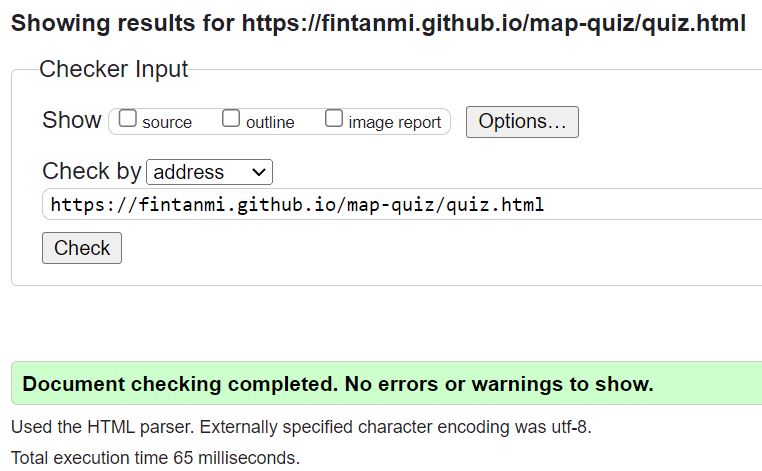 Showing results for https://fintanmi.github.io/map-quiz/quiz.html
Checker Input
Show source outline image report Options...
Check by address
https://fintanmi.github.io/map-quiz/quiz.html
Check
Document checking completed. No errors or warnings to show.
Used the HTML parser. Externally specified character encoding was utf-8.
Total execution time 65 milliseconds.